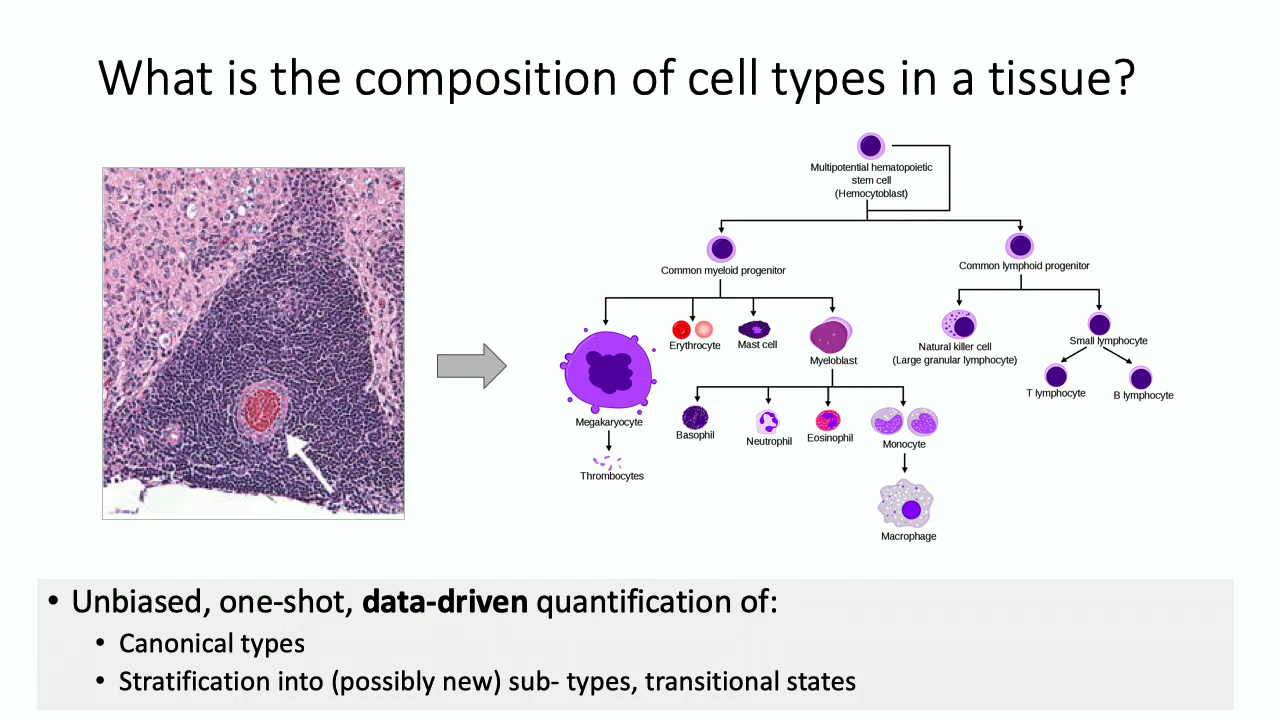 What is the composition of cell types in a tissue?
Multipotential hematopoietic
stem cell
(Hemocytoblast)
Common myeloid progenitor
Common lymphoid progenitor
Erythrocyte
Mast cell
Myeloblast
Natural killer cell
(Large granular lymphocyte)
Small lymphocyte
T lymphocyte
B lymphocyte
Megakaryocyte
Basophil
Neutrophil
Eosinophil
Monocyte
Thrombocytes
Macrophage
• Unbiased, one-shot, data-driven quantification of:
• Canonical types
• Stratification into (possibly new) sub- types, transitional states